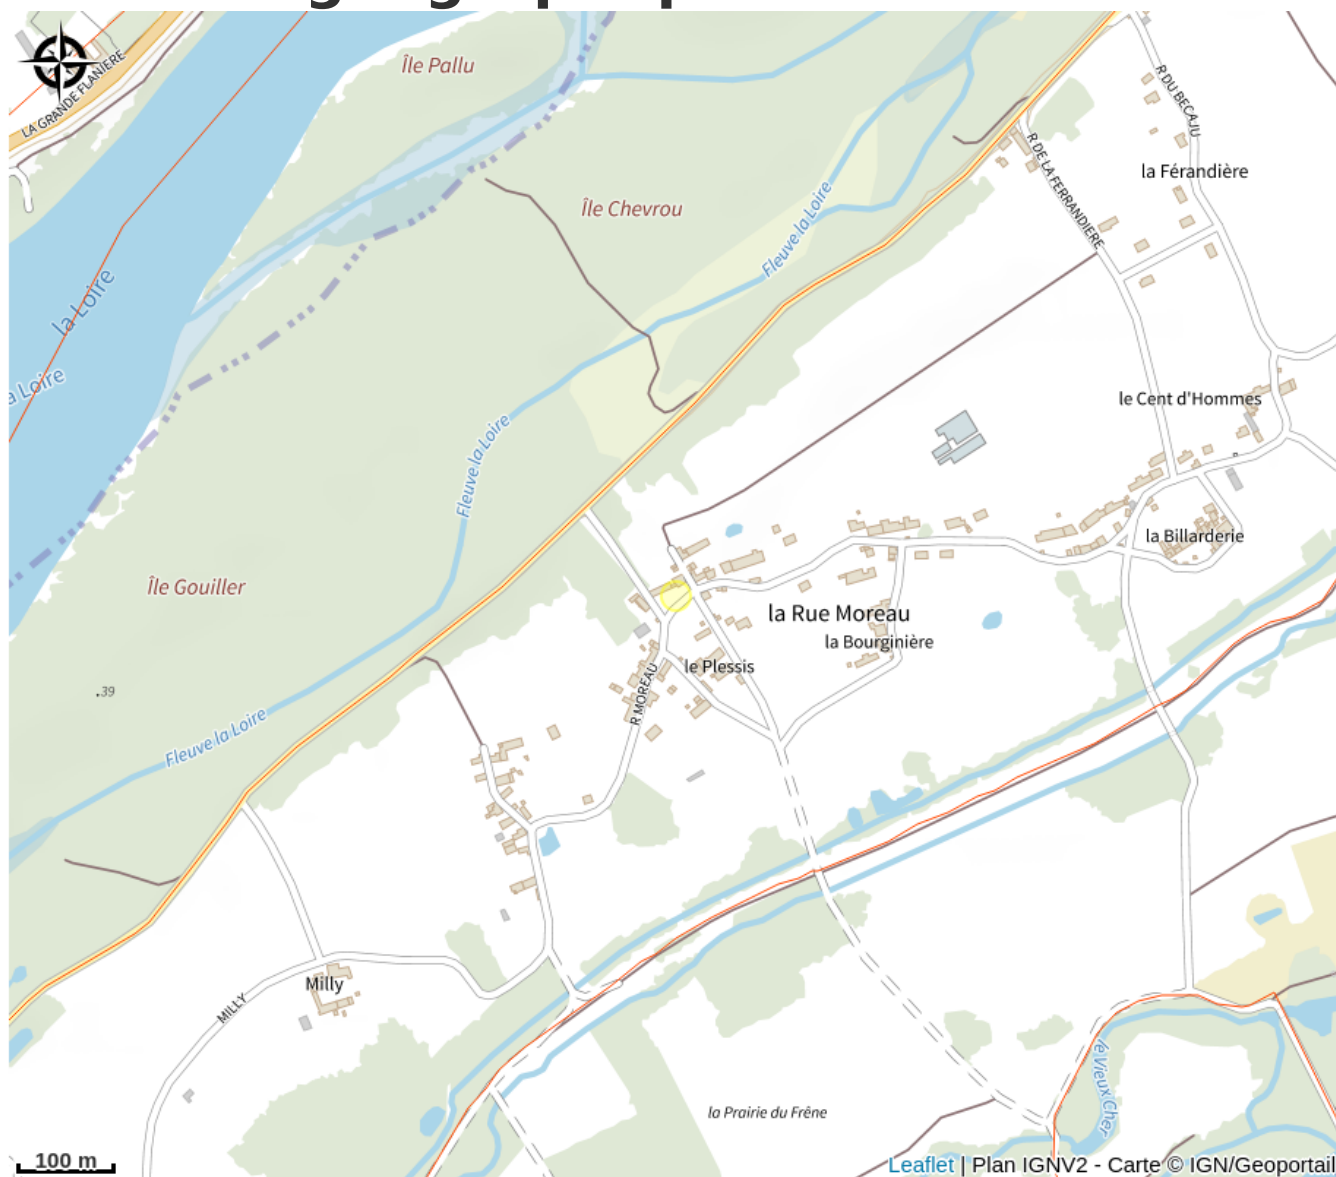 Île Pallu
LA GRANDE FLANIERE
R DU BECAJU
R DE LA FERRANDIERE
la Férandière
Île Chevrou
Fleuve la Loire
la Loire
a Loire
le Cent d'Hommes
Fleuve la Loire
la Billarderie
Île Gouiller
la Rue Moreau
la Bourginière
le Plessis
R MOREAU
.39
Fleuve la Loire
Milly
MILLY
le Vieux Cher
la Prairie du Frêne
100 m
Leaflet | Plan IGNV2 - Carte © IGN/Geoportail